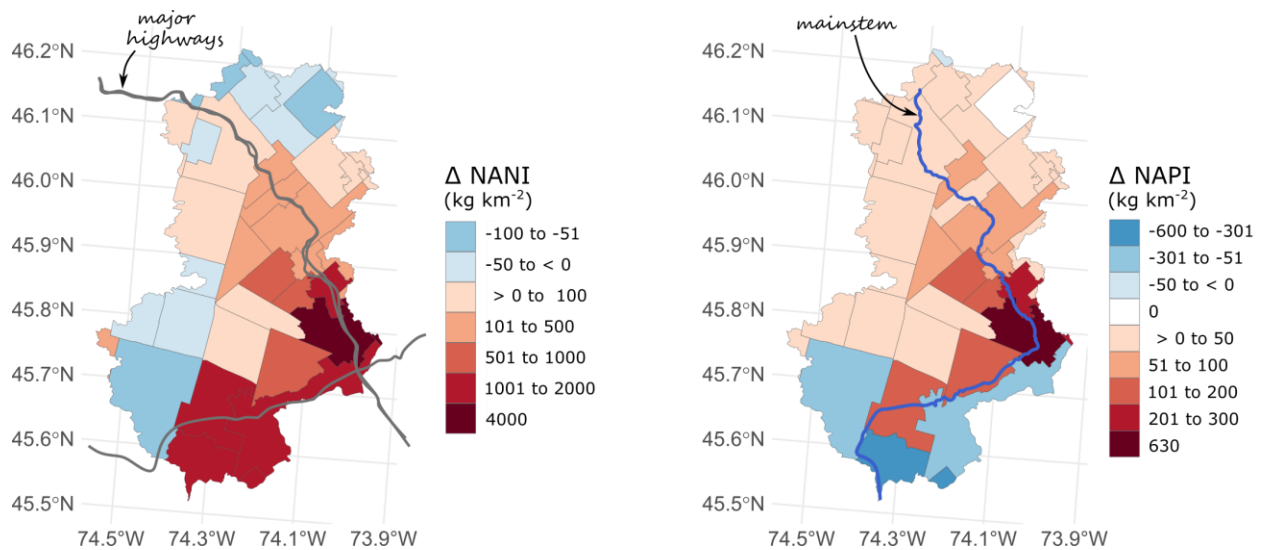 major
highways
46.2°N
46.1°N
46.0°N
45.9°N
45.8°N
45.7°N
45.6°N
45.5°N
74.5°W 74.3°W 74.1°W 73.9°W
Δ NANI
(kg km⁻²)
-100 to -51
-50 to < 0
> 0 to 100
101 to 500
501 to 1000
1001 to 2000
4000
mainstem
46.2°N
46.1°N
46.0°N
45.9°N
45.8°N
45.7°N
45.6°N
45.5°N
74.5°W 74.3°W 74.1°W 73.9°W
Δ NAPI
(kg km⁻²)
-600 to -301
-301 to -51
-50 to < 0
0
> 0 to 50
51 to 100
101 to 200
201 to 300
630